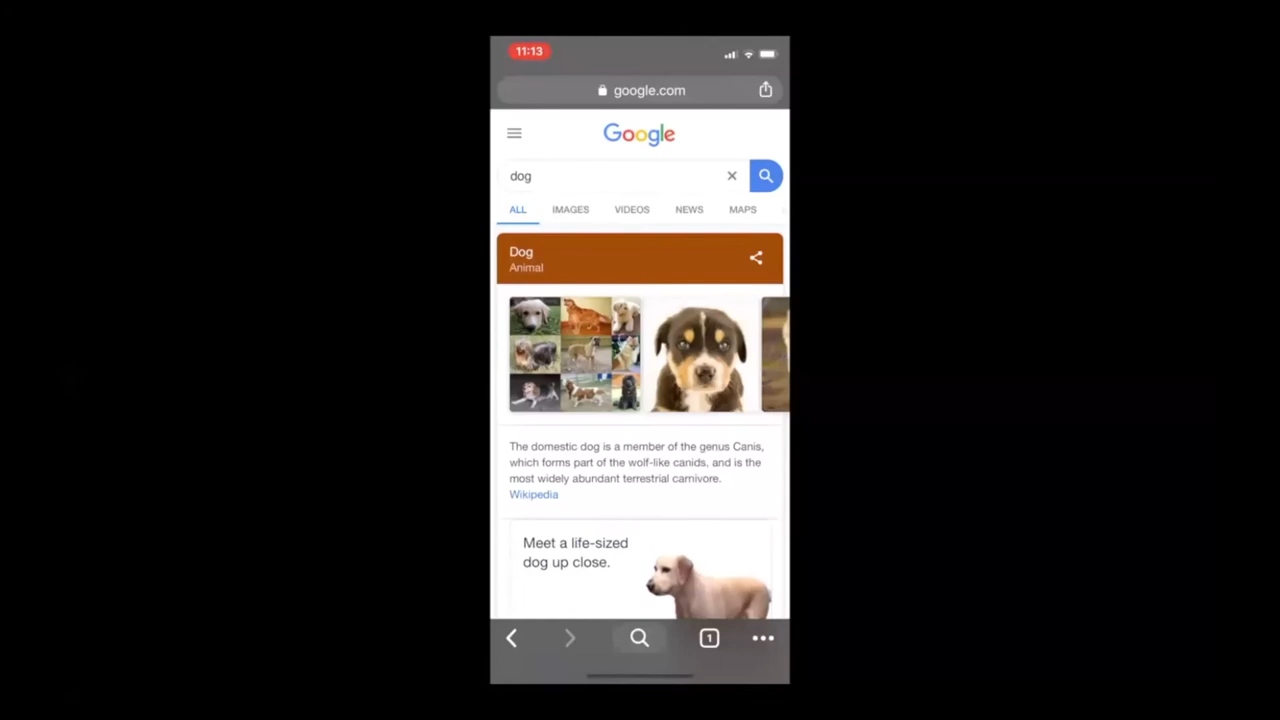 11:13
google.com
Google
dog
ALL IMAGES VIDEOS NEWS MAPS
Dog
Animal
The domestic dog is a member of the genus Canis,
which forms part of the wolf-like canids, and is the
most widely abundant terrestrial carnivore.
Wikipedia
Meet a life-sized
dog up close.
1